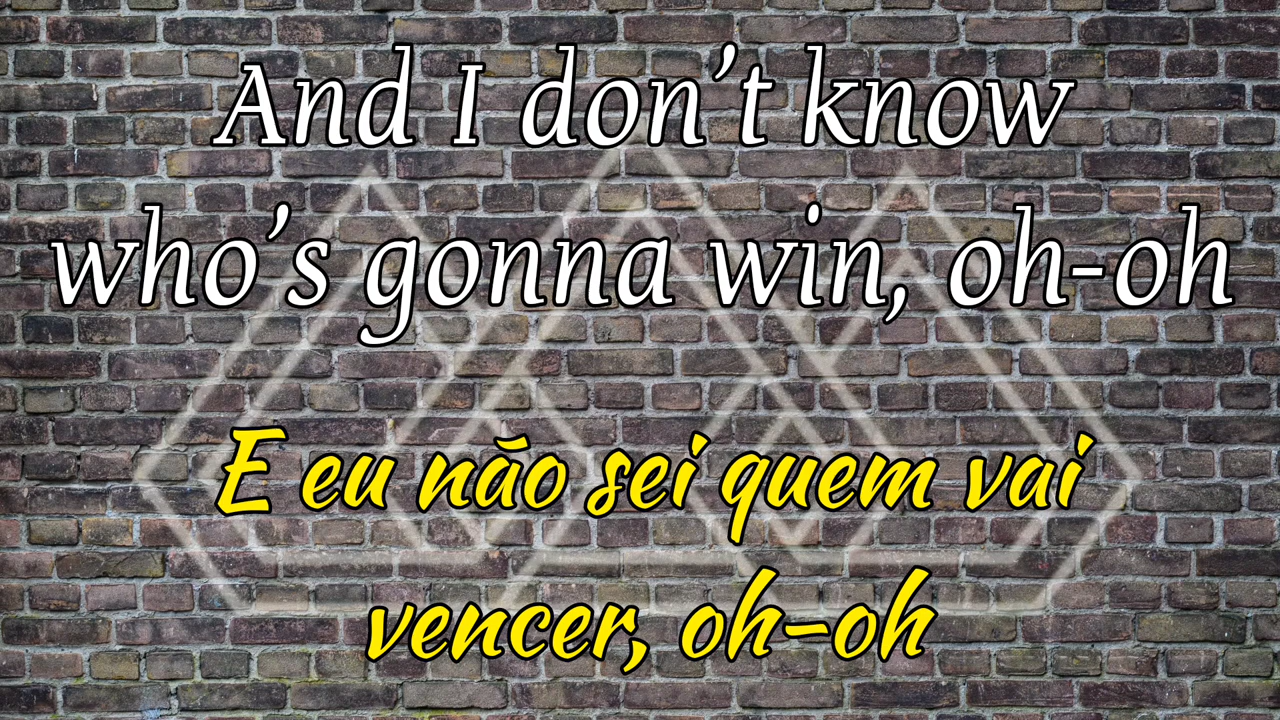 And I don’t know
who’s gonna win, oh-oh
E eu não sei quem vai
vencer, oh-oh